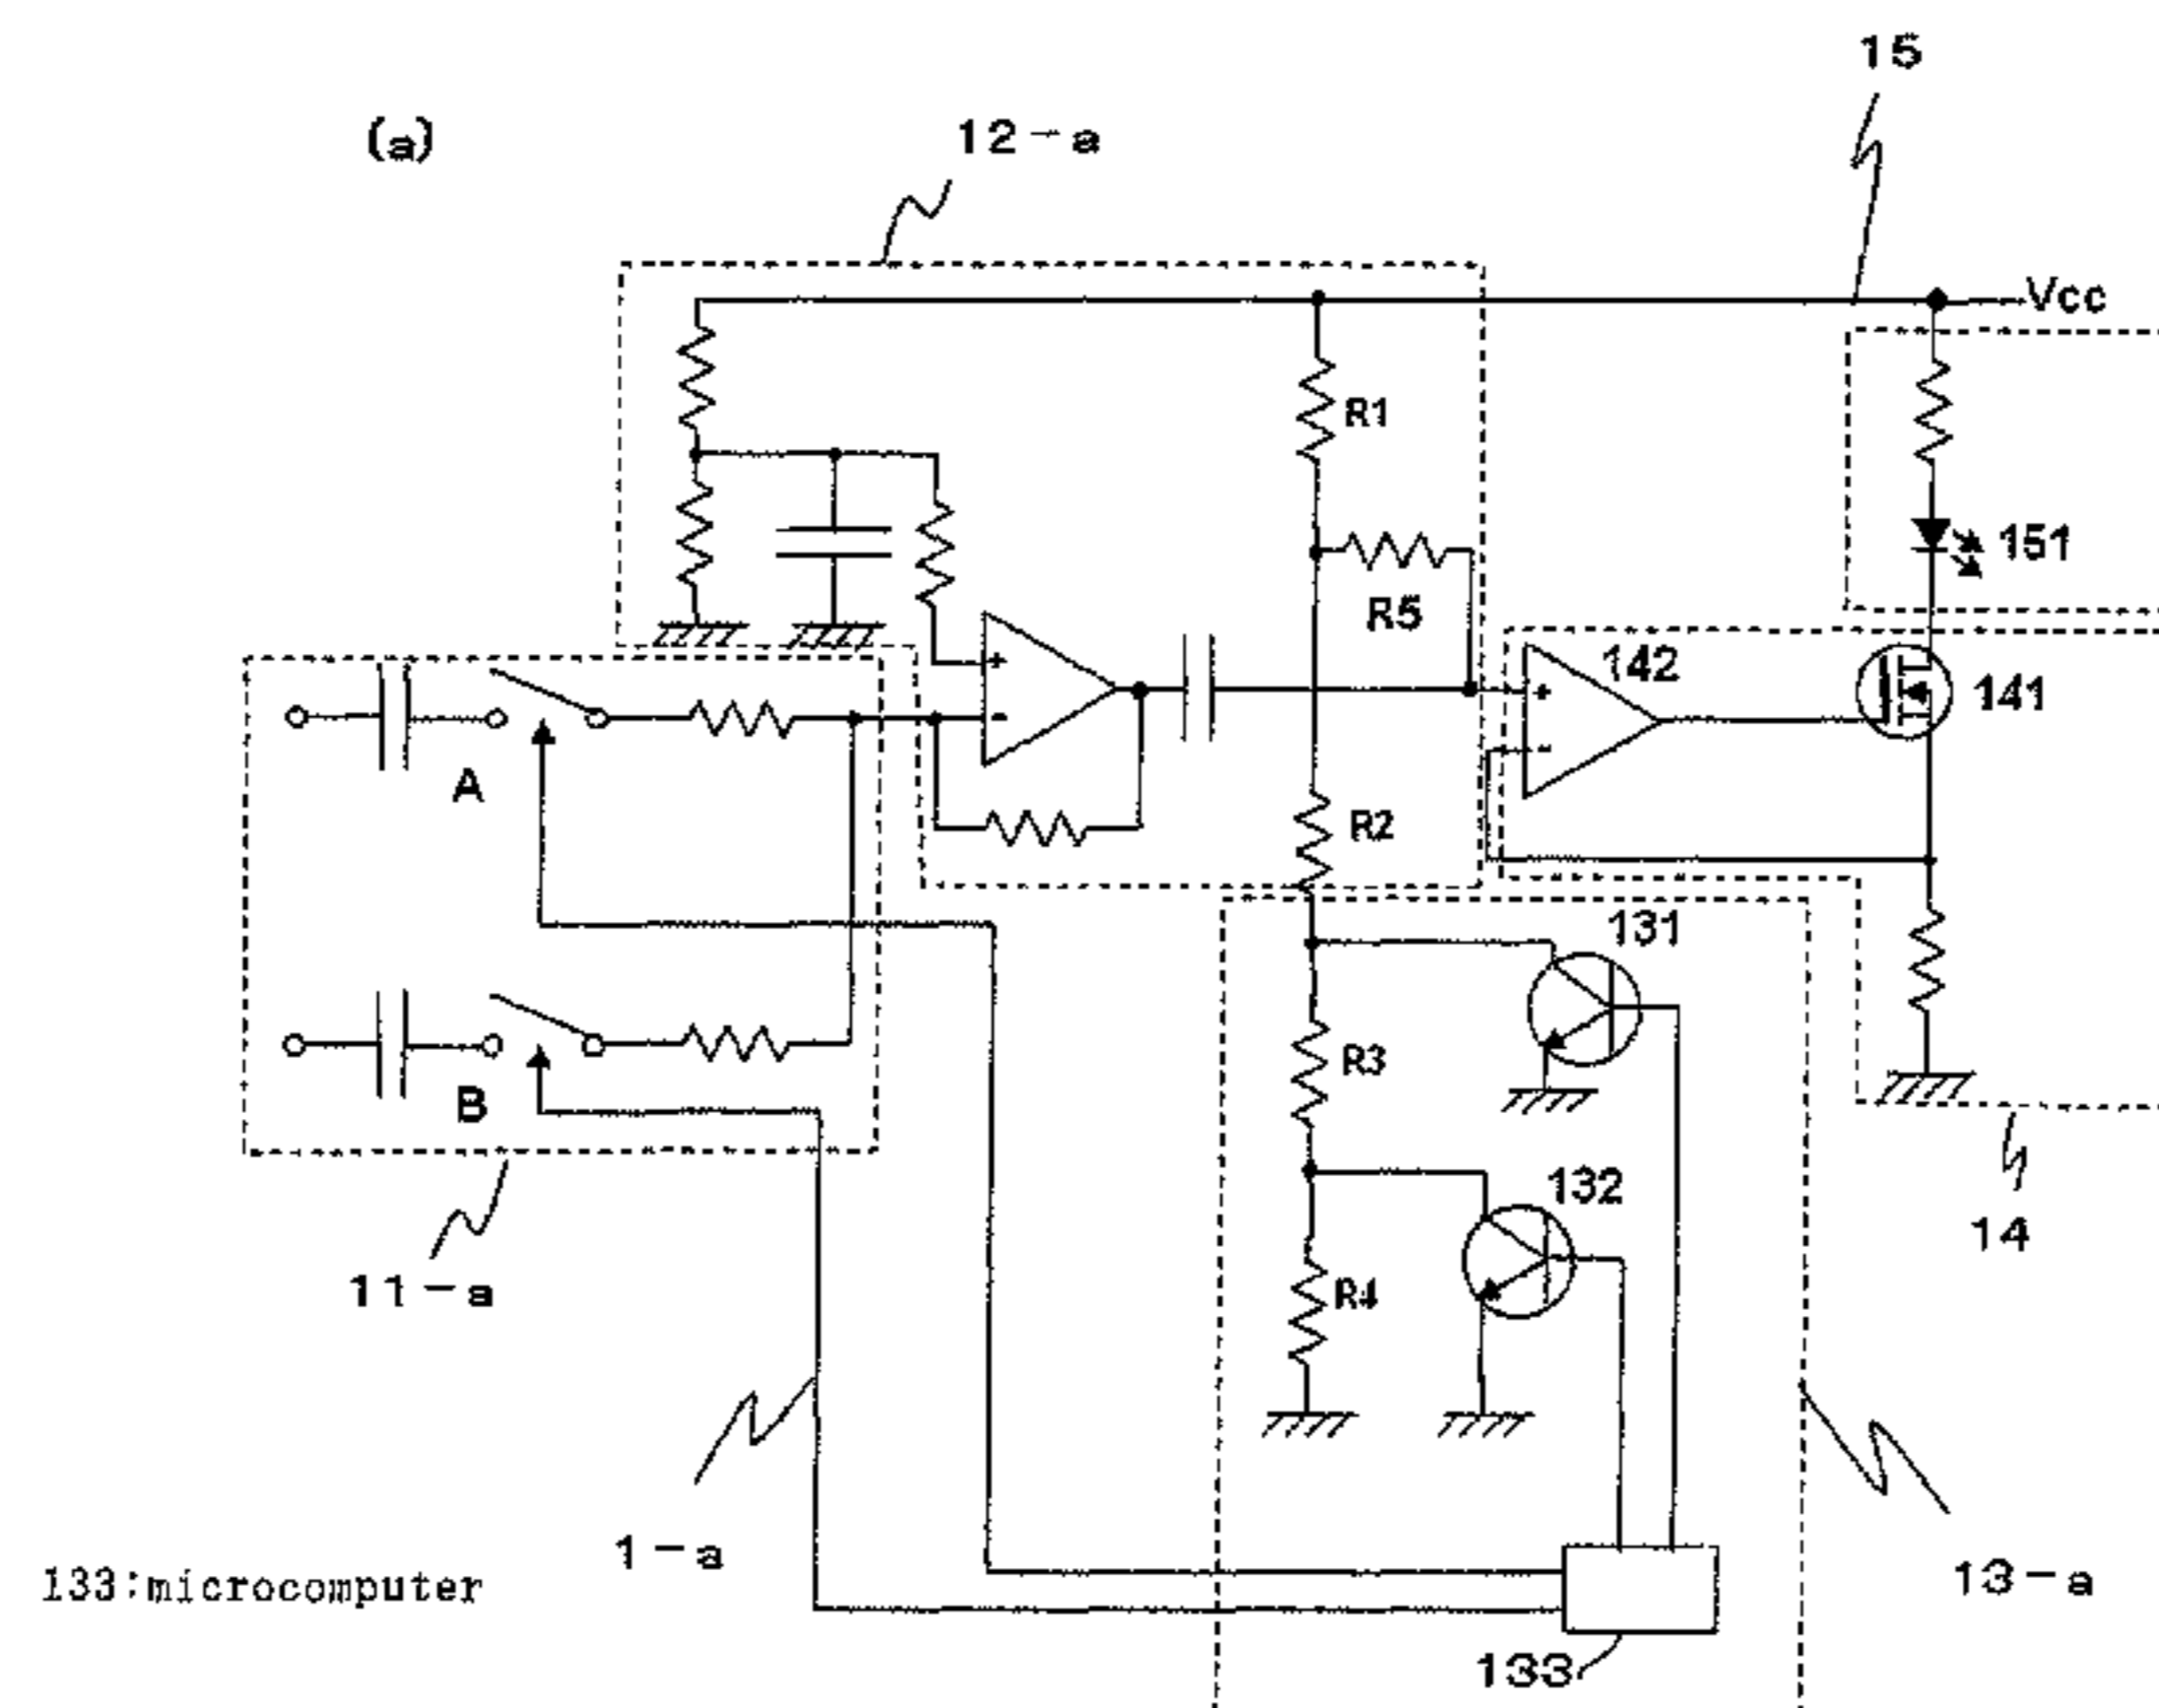 15
(a)
12-a
Vcc
R1
151
R5
+
-
142
+
-
141
A
R2
131
R3
B
132
14
11-a
R4
1-a
13-a
133:microcomputer
133